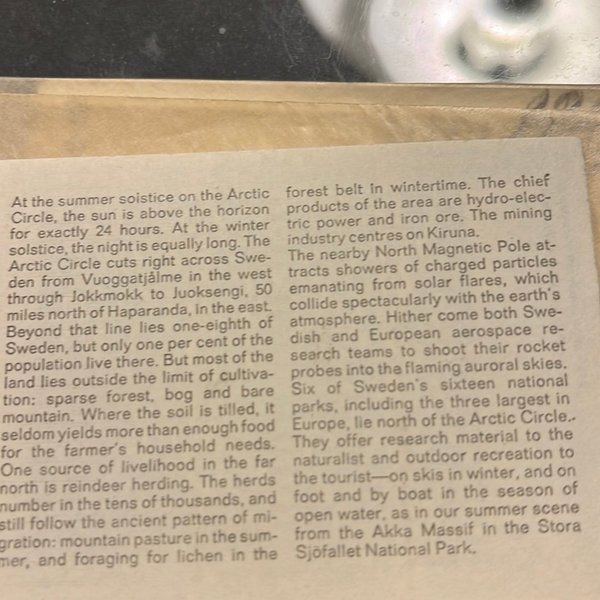 At the summer soistice on the Arctic
Circle, the sun is above the horizon
for exactly 24 hours. At the winter
solstice, the night is equally long. The
Arctic Circle cuts right across Swe-
den from Vuoggatjålme in the west
through Jokkmokk to Juoksengi, 50
miles north of Haparanda, in the east.
Beyond that line lies one-eighth of
Sweden, but only one per cent of the
population live there. But most of the
land lies outside the limit of cultiva-
tion: sparse forest, bog and bare
mountain. Where the soil is tilled, it
seldom yields more than enough food
for the farmer's household needs.
One source of livelihood in the far
north is reindeer herding. The herds
number in the tens of thousands, and
still follow the ancient pattern of mi-
gration: mountain pasture in the sum-
mer, and foraging for lichen in the
forest belt in wintertime. The chief
products of the area are hydro-elec-
tric power and iron ore. The mining
industry centres on Kiruna.
The nearby North Magnetic Pole at-
tracts showers of charged particles
emanating from solar flares, which
collide spectacularly with the earth's
atmosphere. Hither come both Swe-
dish and European aerospace re-
search teams to shoot their rocket
probes into the flaming auroral skies.
Six of Sweden's sixteen national
parks, including the three largest in
Europe, lie north of the Arctic Circle.
They offer research material to the
naturalist and outdoor recreation to
the tourist—on skis in winter, and on
foot and by boat in the season of
open water, as in our summer scene
from the Akka Massif in the Stora
Sjöfallet National Park.